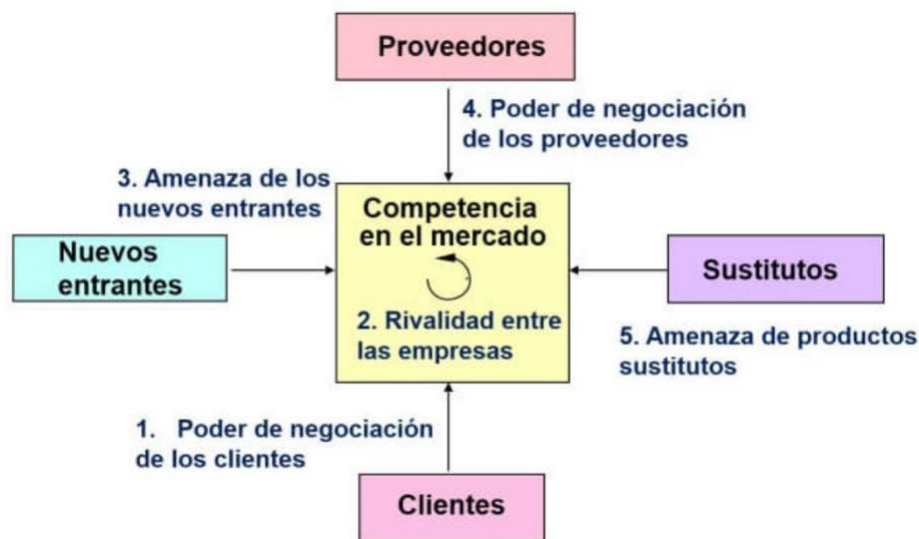 Proveedores
4. Poder de negociación
de los proveedores
3. Amenaza de los
nuevos entrantes
Competencia
en el mercado
Nuevos
entrantes
Sustitutos
2. Rivalidad entre
las empresas
5. Amenaza de productos
sustitutos
1. Poder de negociación
de los clientes
Clientes